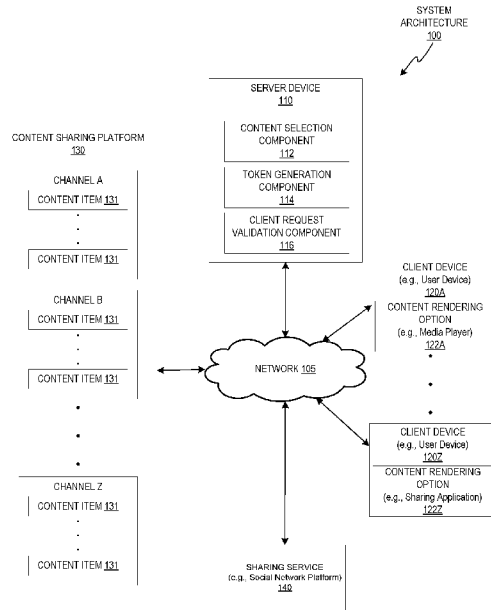 SYSTEM
ARCHITECTURE
100
SERVER DEVICE
110
CONTENT SELECTION
COMPONENT
112
TOKEN GENERATION
COMPONENT
114
CLIENT REQUEST
VALIDATION COMPONENT
116
CONTENT SHARING PLATFORM
130
CHANNEL A
CONTENT ITEM 131
CONTENT ITEM 131
CHANNEL B
CONTENT ITEM 131
CONTENT ITEM 131
CHANNEL Z
CONTENT ITEM 131
CONTENT ITEM 131
NETWORK 105
CLIENT DEVICE
(e.g., User Device)
120A
CONTENT RENDERING
OPTION
(e.g., Media Player)
122A
CLIENT DEVICE
(e.g., User Device)
120Z
CONTENT RENDERING
OPTION
(e.g., Sharing Application)
122Z
SHARING SERVICE
(e.g., Social Network Platform)
140